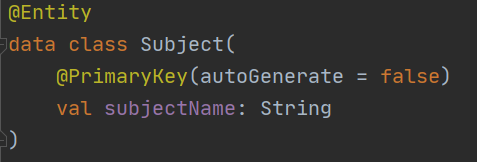 @Entity
data class Subject(
    @PrimaryKey(autoGenerate = false)
    val subjectName: String
)